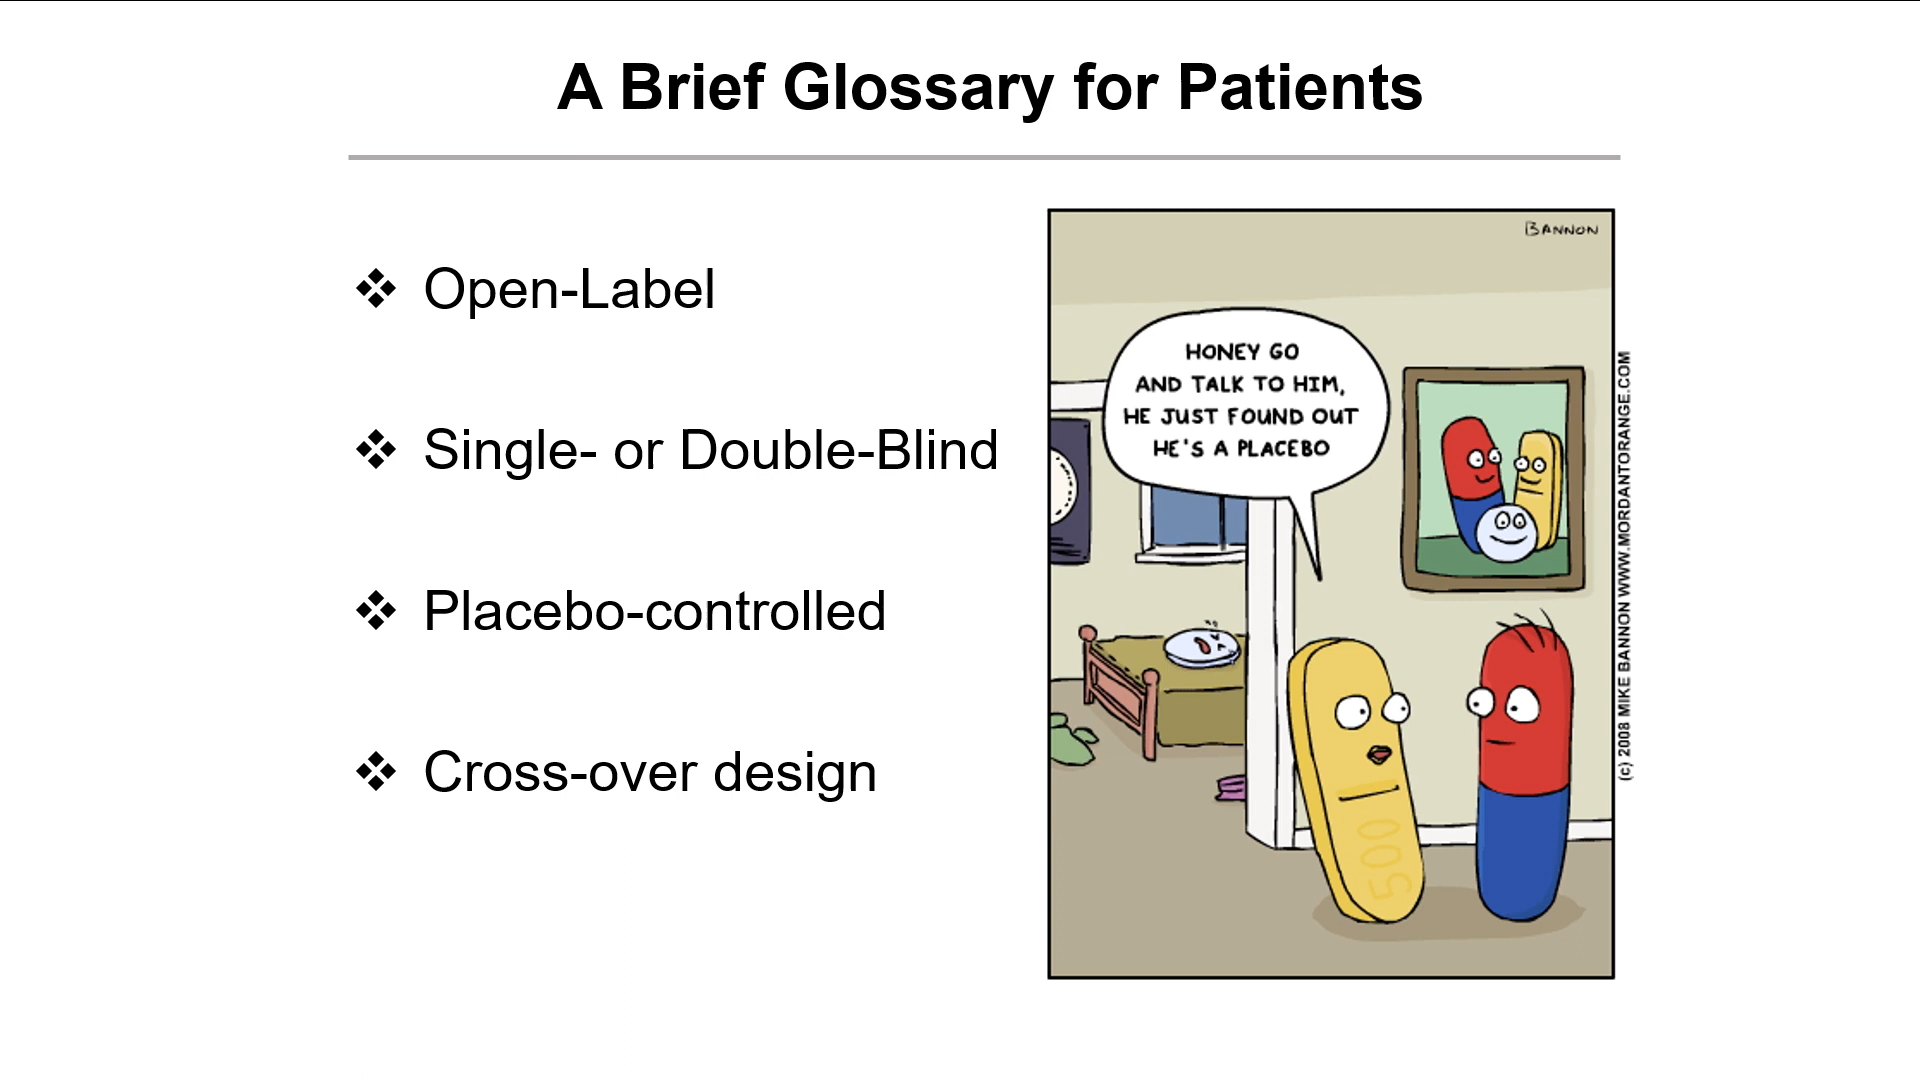 A Brief Glossary for Patients
❖ Open-Label
❖ Single- or Double-Blind
❖ Placebo-controlled
❖ Cross-over design
BANNON
HONEY GO
AND TALK TO HIM,
HE JUST FOUND OUT
HE'S A PLACEBO
500
(c) 2008 MIKE BANNON WWW.MORDANTORANGE.COM